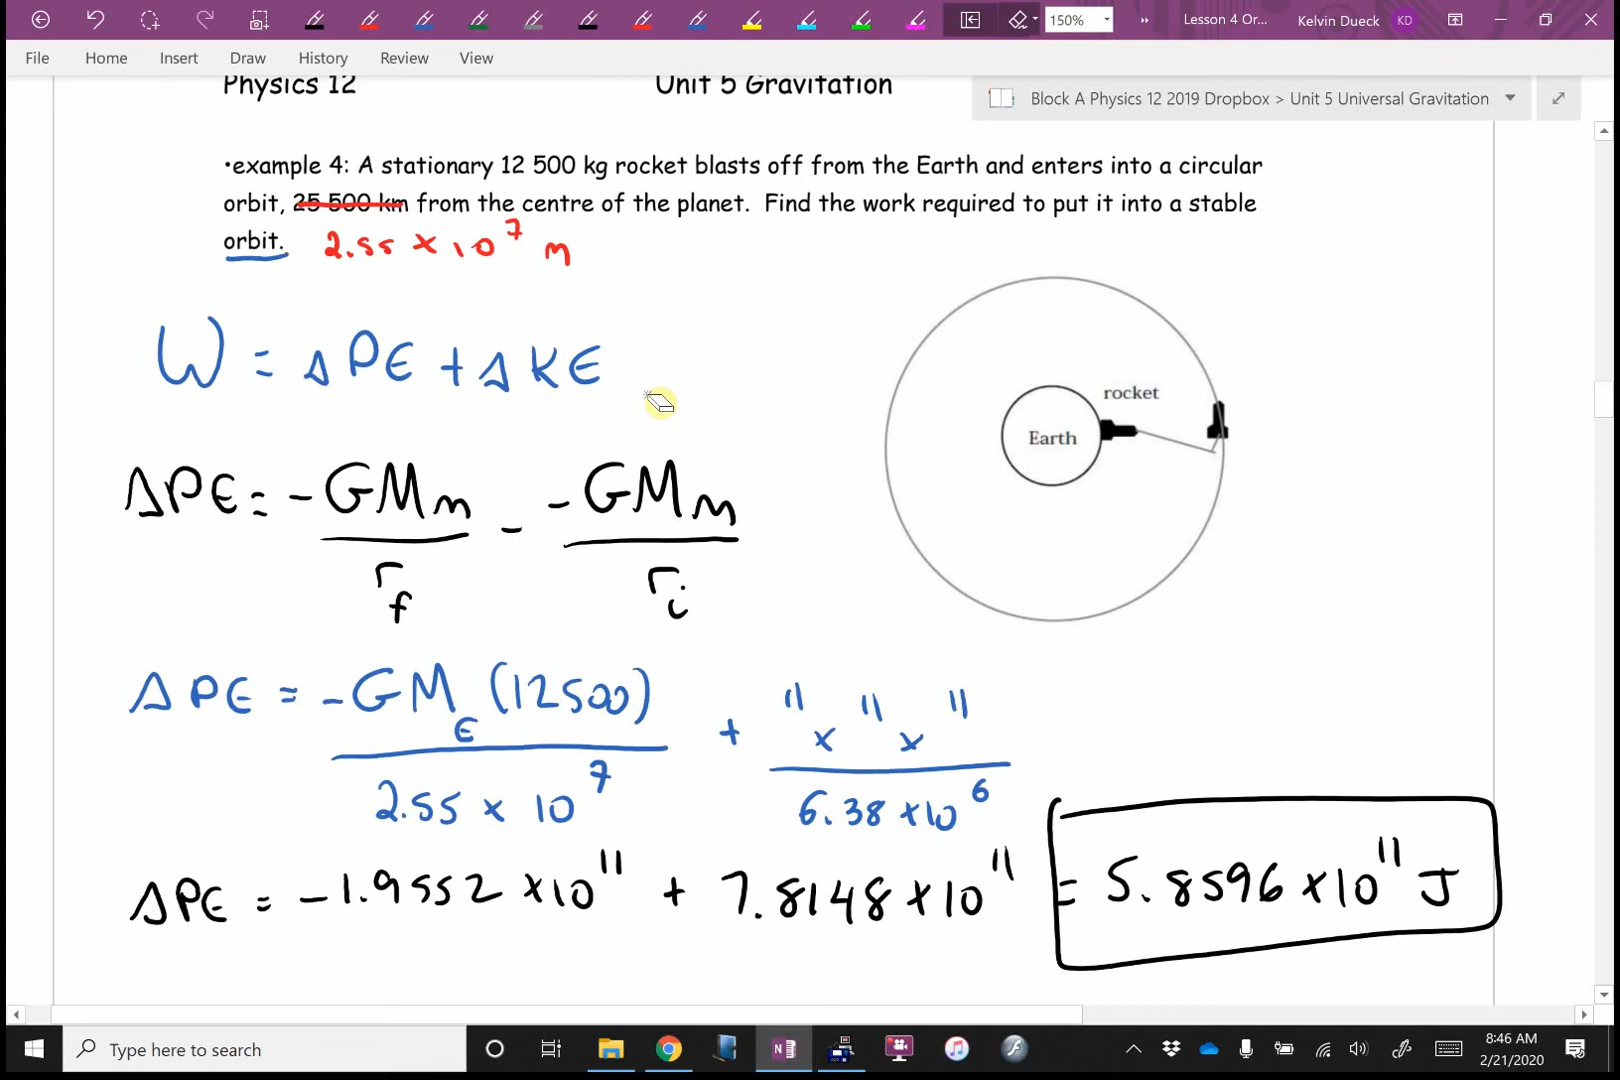 150%
Lesson 4 Or...
Kelvin Dueck
KD
File Home Insert Draw History Review View
Physics 12 Unit 5 Gravitation
Block A Physics 12 2019 Dropbox > Unit 5 Universal Gravitation
•example 4: A stationary 12 500 kg rocket blasts off from the Earth and enters into a circular
orbit, 25 500 km from the centre of the planet. Find the work required to put it into a stable
orbit. 2.55 × 10^7 m
W = ΔPE + ΔKE
rocket
Earth
ΔPE = -GMm/r_f - -GMm/r_i
ΔPE = -GM_E (12500)/2.55 × 10^7 + " × " × "/6.38 × 10^6
ΔPE = -1.9552 × 10^11 + 7.8148 × 10^11 = 5.8596 × 10^11 J
Type here to search
8:46 AM
2/21/2020